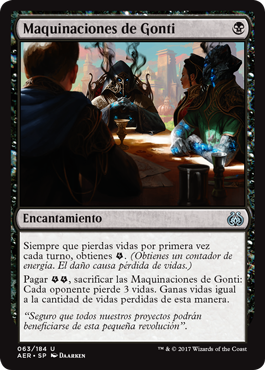 Maquinaciones de Gonti
Encantamiento
Siempre que pierdas vidas por primera vez
cada turno, obtienes . (Obtienes un contador de
energía. El daño causa pérdida de vidas.)
Pagar , sacrificar las Maquinaciones de Gonti:
Cada oponente pierde 3 vidas. Ganas vidas igual
a la cantidad de vidas perdidas de esta manera.
“Seguro que todos nuestros proyectos podrán
beneficiarse de esta pequeña revolución”.
063/184 U
AER • SP Daarken
™ & © 2017 Wizards of the Coast